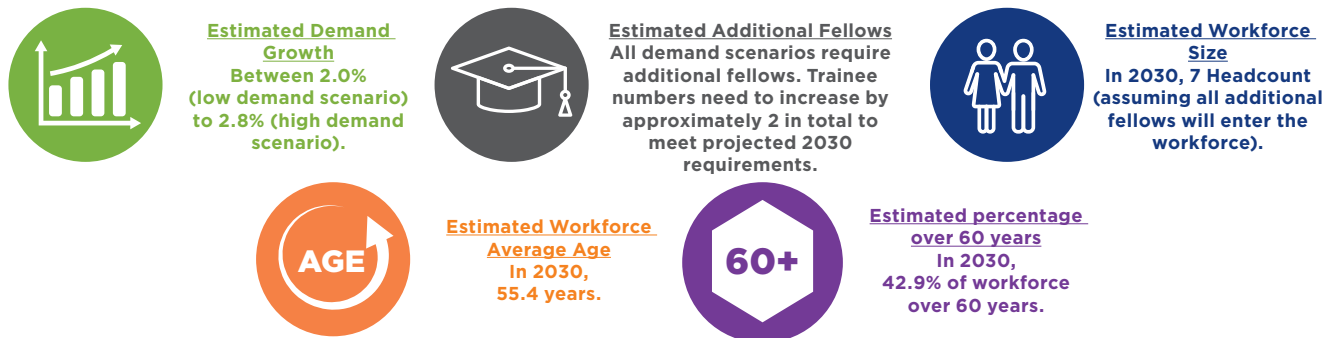 Estimated Demand
Growth
Between 2.0%
(low demand scenario)
to 2.8% (high demand
scenario).
Estimated Additional Fellows
All demand scenarios require
additional fellows. Trainee
numbers need to increase by
approximately 2 in total to
meet projected 2030
requirements.
Estimated Workforce
Size
In 2030, 7 Headcount
(assuming all additional
fellows will enter the
workforce).
AGE
Estimated Workforce
Average Age
In 2030,
55.4 years.
60+
Estimated percentage
over 60 years
In 2030,
42.9% of workforce
over 60 years.